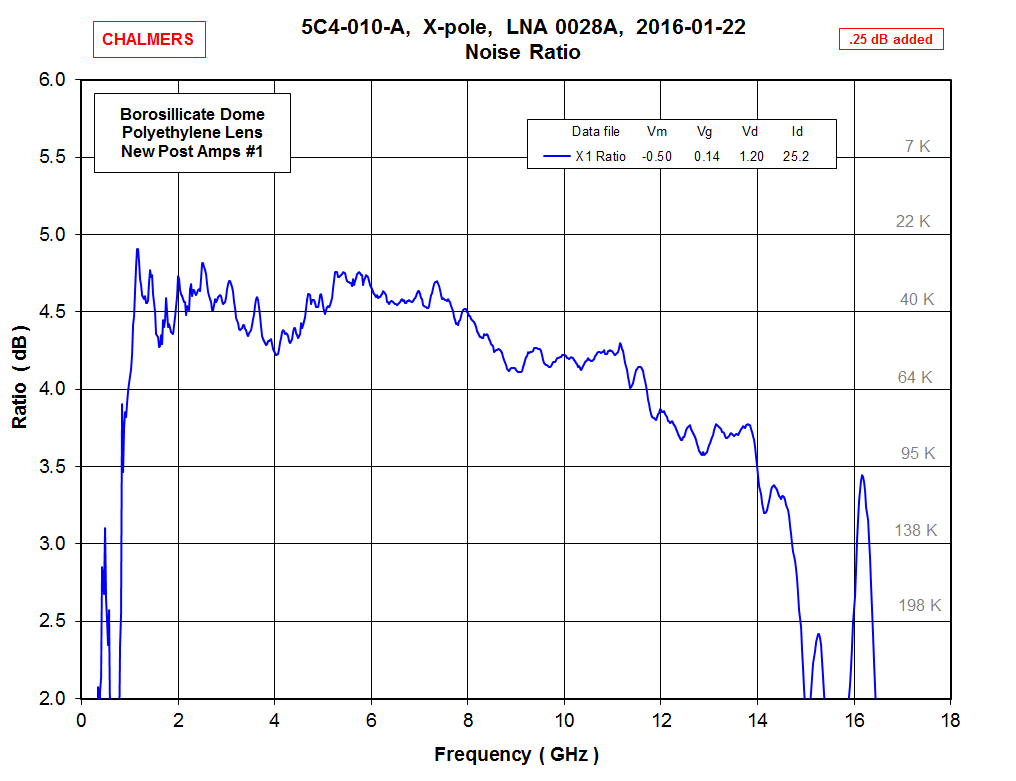 5C4-010-A, X-pole, LNA 0028A, 2016-01-22
Noise Ratio
CHALMERS
.25 dB added
Borosillicate Dome
Polyethylene Lens
New Post Amps #1
Data file Vm Vg Vd Id
X1 Ratio -0.50 0.14 1.20 25.2
6.0
5.5
5.0
4.5
4.0
3.5
3.0
2.5
2.0
Ratio ( dB )
7 K
22 K
40 K
64 K
95 K
138 K
198 K
0 2 4 6 8 10 12 14 16 18
Frequency ( GHz )